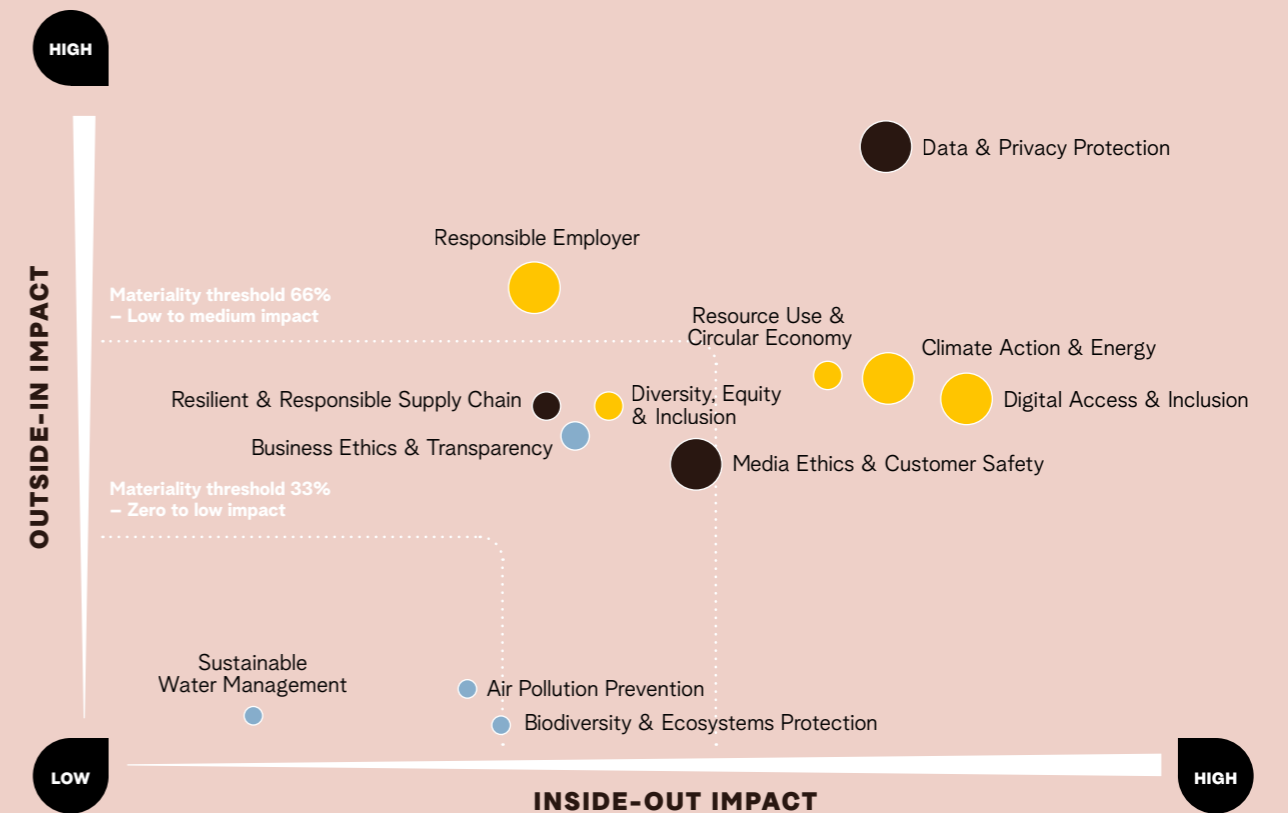 HIGH
Data & Privacy Protection
Responsible Employer
OUTSIDE-IN IMPACT
Materiality threshold 66%
– Low to medium impact
Resource Use &
Circular Economy
Climate Action & Energy
Digital Access & Inclusion
Resilient & Responsible Supply Chain
Diversity, Equity
& Inclusion
Business Ethics & Transparency
Media Ethics & Customer Safety
Materiality threshold 33%
– Zero to low impact
Sustainable
Water Management
Air Pollution Prevention
Biodiversity & Ecosystems Protection
LOW
HIGH
INSIDE-OUT IMPACT